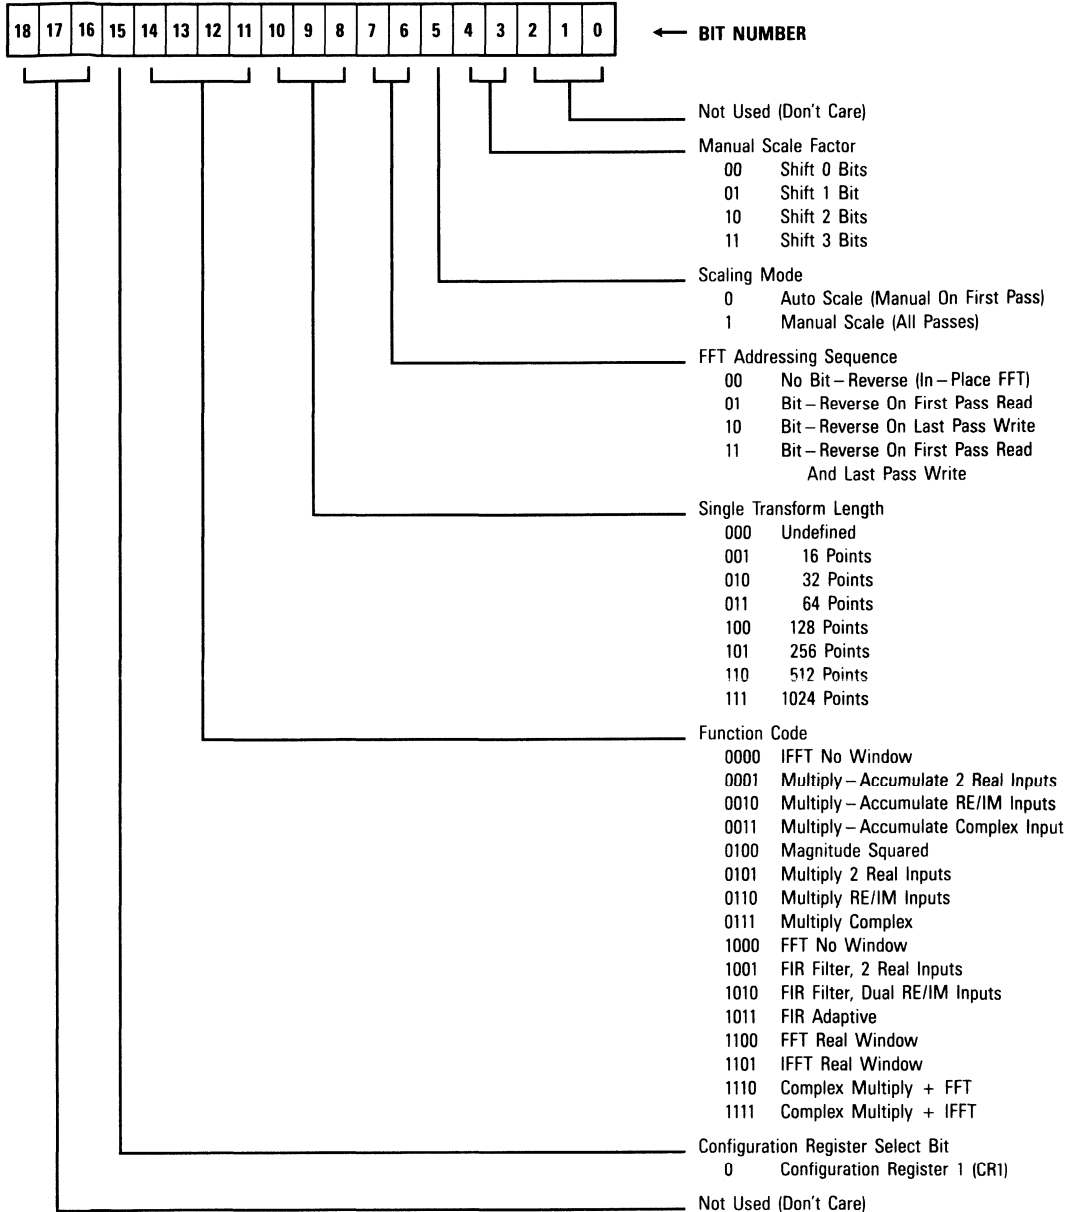 18 17 16 15 14 13 12 11 10 9 8 7 6 5 4 3 2 1 0 ← BIT NUMBER
Not Used (Don't Care)
Manual Scale Factor
00 Shift 0 Bits
01 Shift 1 Bit
10 Shift 2 Bits
11 Shift 3 Bits
Scaling Mode
0 Auto Scale (Manual On First Pass)
1 Manual Scale (All Passes)
FFT Addressing Sequence
00 No Bit–Reverse (In–Place FFT)
01 Bit–Reverse On First Pass Read
10 Bit–Reverse On Last Pass Write
11 Bit–Reverse On First Pass Read
And Last Pass Write
Single Transform Length
000 Undefined
001 16 Points
010 32 Points
011 64 Points
100 128 Points
101 256 Points
110 512 Points
111 1024 Points
Function Code
0000 IFFT No Window
0001 Multiply–Accumulate 2 Real Inputs
0010 Multiply–Accumulate RE/IM Inputs
0011 Multiply–Accumulate Complex Input
0100 Magnitude Squared
0101 Multiply 2 Real Inputs
0110 Multiply RE/IM Inputs
0111 Multiply Complex
1000 FFT No Window
1001 FIR Filter, 2 Real Inputs
1010 FIR Filter, Dual RE/IM Inputs
1011 FIR Adaptive
1100 FFT Real Window
1101 IFFT Real Window
1110 Complex Multiply + FFT
1111 Complex Multiply + IFFT
Configuration Register Select Bit
0 Configuration Register 1 (CR1)
Not Used (Don't Care)